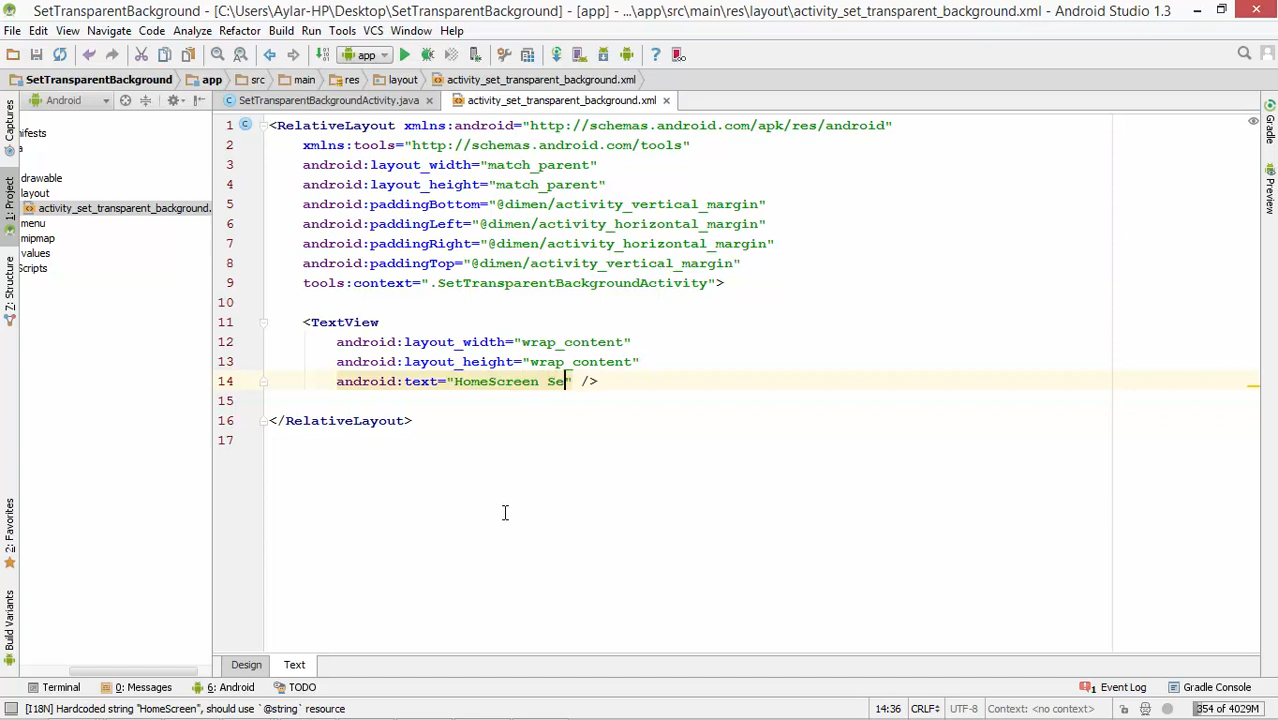 SetTransparentBackground - [C:\Users\Aylar-HP\Desktop\SetTransparentBackground] - [app] - ...\app\src\main\res\layout\activity_set_transparent_background.xml - Android Studio 1.3
File Edit View Navigate Code Analyze Refactor Build Run Tools VCS Window Help
app
SetTransparentBackground app src main res layout activity_set_transparent_background.xml
Android
SetTransparentBackgroundActivity.java
activity_set_transparent_background.xml
Captures
1: Project
7: Structure
2: Favorites
Build Variants
ifests
a
drawable
layout
activity_set_transparent_background.
menu
mipmap
values
Scripts
Gradle
Preview
1 <RelativeLayout xmlns:android="http://schemas.android.com/apk/res/android"
2 xmlns:tools="http://schemas.android.com/tools"
3 android:layout_width="match_parent"
4 android:layout_height="match_parent"
5 android:paddingBottom="@dimen/activity_vertical_margin"
6 android:paddingLeft="@dimen/activity_horizontal_margin"
7 android:paddingRight="@dimen/activity_horizontal_margin"
8 android:paddingTop="@dimen/activity_vertical_margin"
9 tools:context=".SetTransparentBackgroundActivity">
10
11 <TextView
12 android:layout_width="wrap_content"
13 android:layout_height="wrap_content"
14 android:text="HomeScreen Se" />
15
16 </RelativeLayout>
17
Design Text
Terminal 0: Messages 6: Android TODO 1 Event Log Gradle Console
[I18N] Hardcoded string "HomeScreen", should use `@string` resource 14:36 CRLF UTF-8 Context: <no context> 354 of 4029M